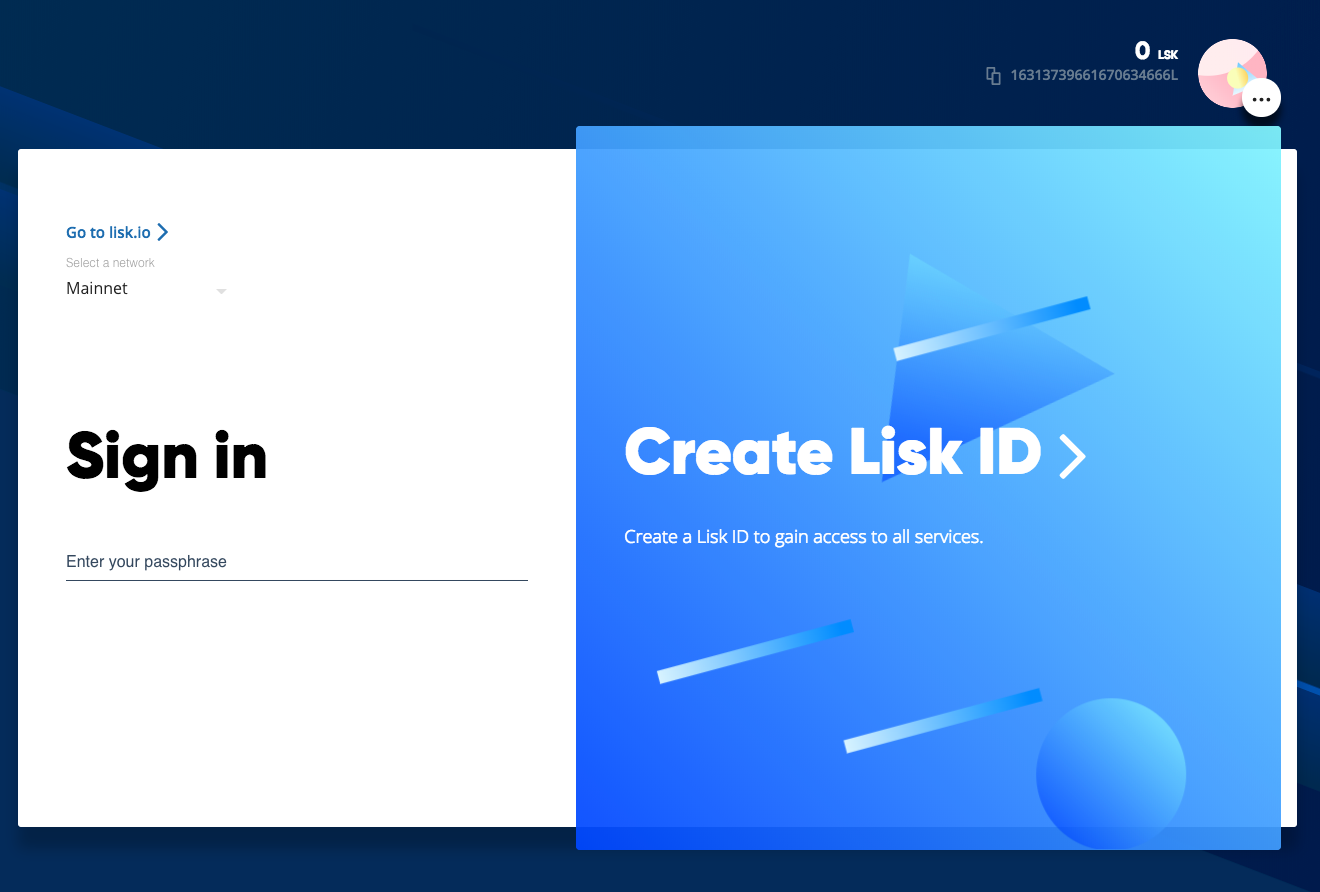 0 LSK
16313739661670634666L
Go to lisk.io
Select a network
Mainnet
Sign in
Enter your passphrase
Create Lisk ID
Create a Lisk ID to gain access to all services.